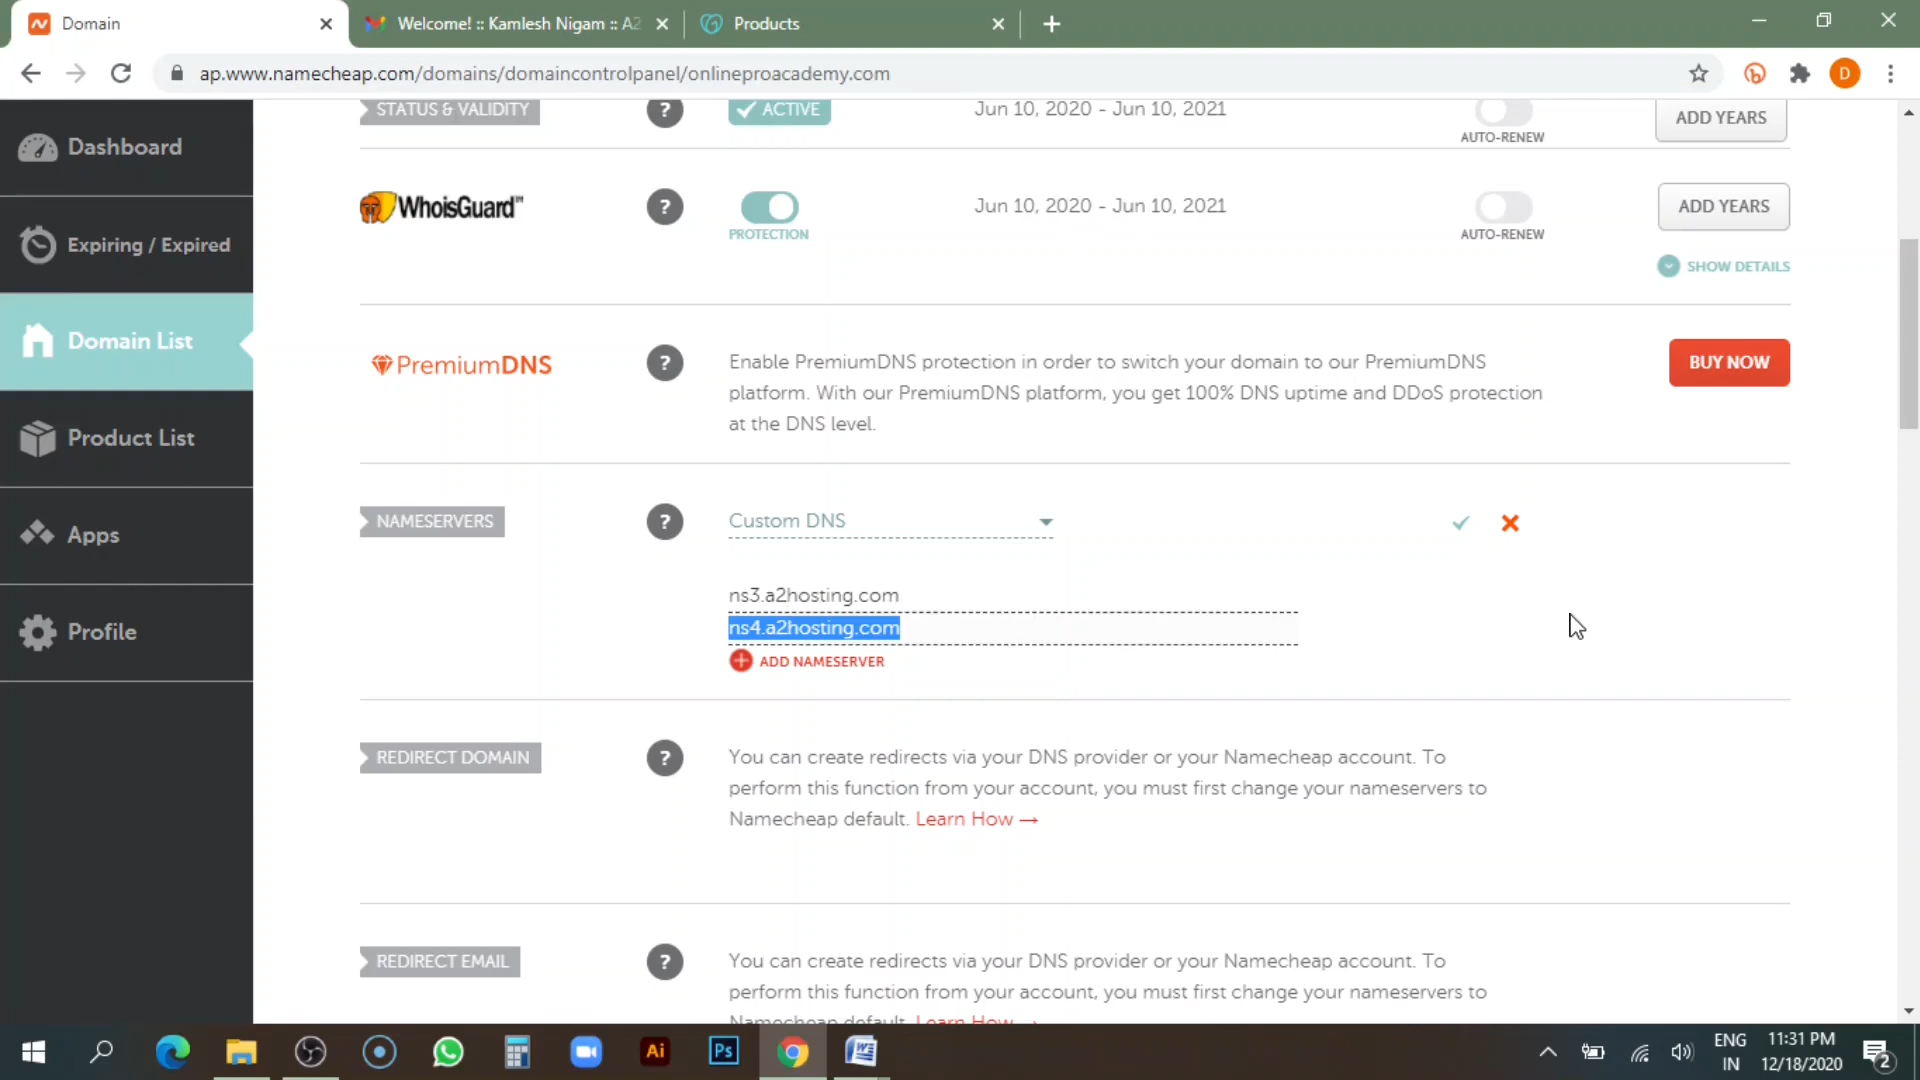 Domain
Welcome! :: Kamlesh Nigam :: A2
Products
ap.www.namecheap.com/domains/domaincontrolpanel/onlineproacademy.com
D
STATUS & VALIDITY
?
ACTIVE
Jun 10, 2020 - Jun 10, 2021
AUTO-RENEW
ADD YEARS
Dashboard
WhoisGuard™
?
PROTECTION
Jun 10, 2020 - Jun 10, 2021
AUTO-RENEW
ADD YEARS
SHOW DETAILS
Expiring / Expired
Domain List
PremiumDNS
?
Enable PremiumDNS protection in order to switch your domain to our PremiumDNS
platform. With our PremiumDNS platform, you get 100% DNS uptime and DDoS protection
at the DNS level.
BUY NOW
Product List
Apps
Profile
NAMESERVERS
?
Custom DNS
ns3.a2hosting.com
ns4.a2hosting.com
ADD NAMESERVER
REDIRECT DOMAIN
?
You can create redirects via your DNS provider or your Namecheap account. To
perform this function from your account, you must first change your nameservers to
Namecheap default. Learn How →
REDIRECT EMAIL
?
You can create redirects via your DNS provider or your Namecheap account. To
perform this function from your account, you must first change your nameservers to
Namecheap default. Learn How →
Ai
Ps
ENG
IN
11:31 PM
12/18/2020
2